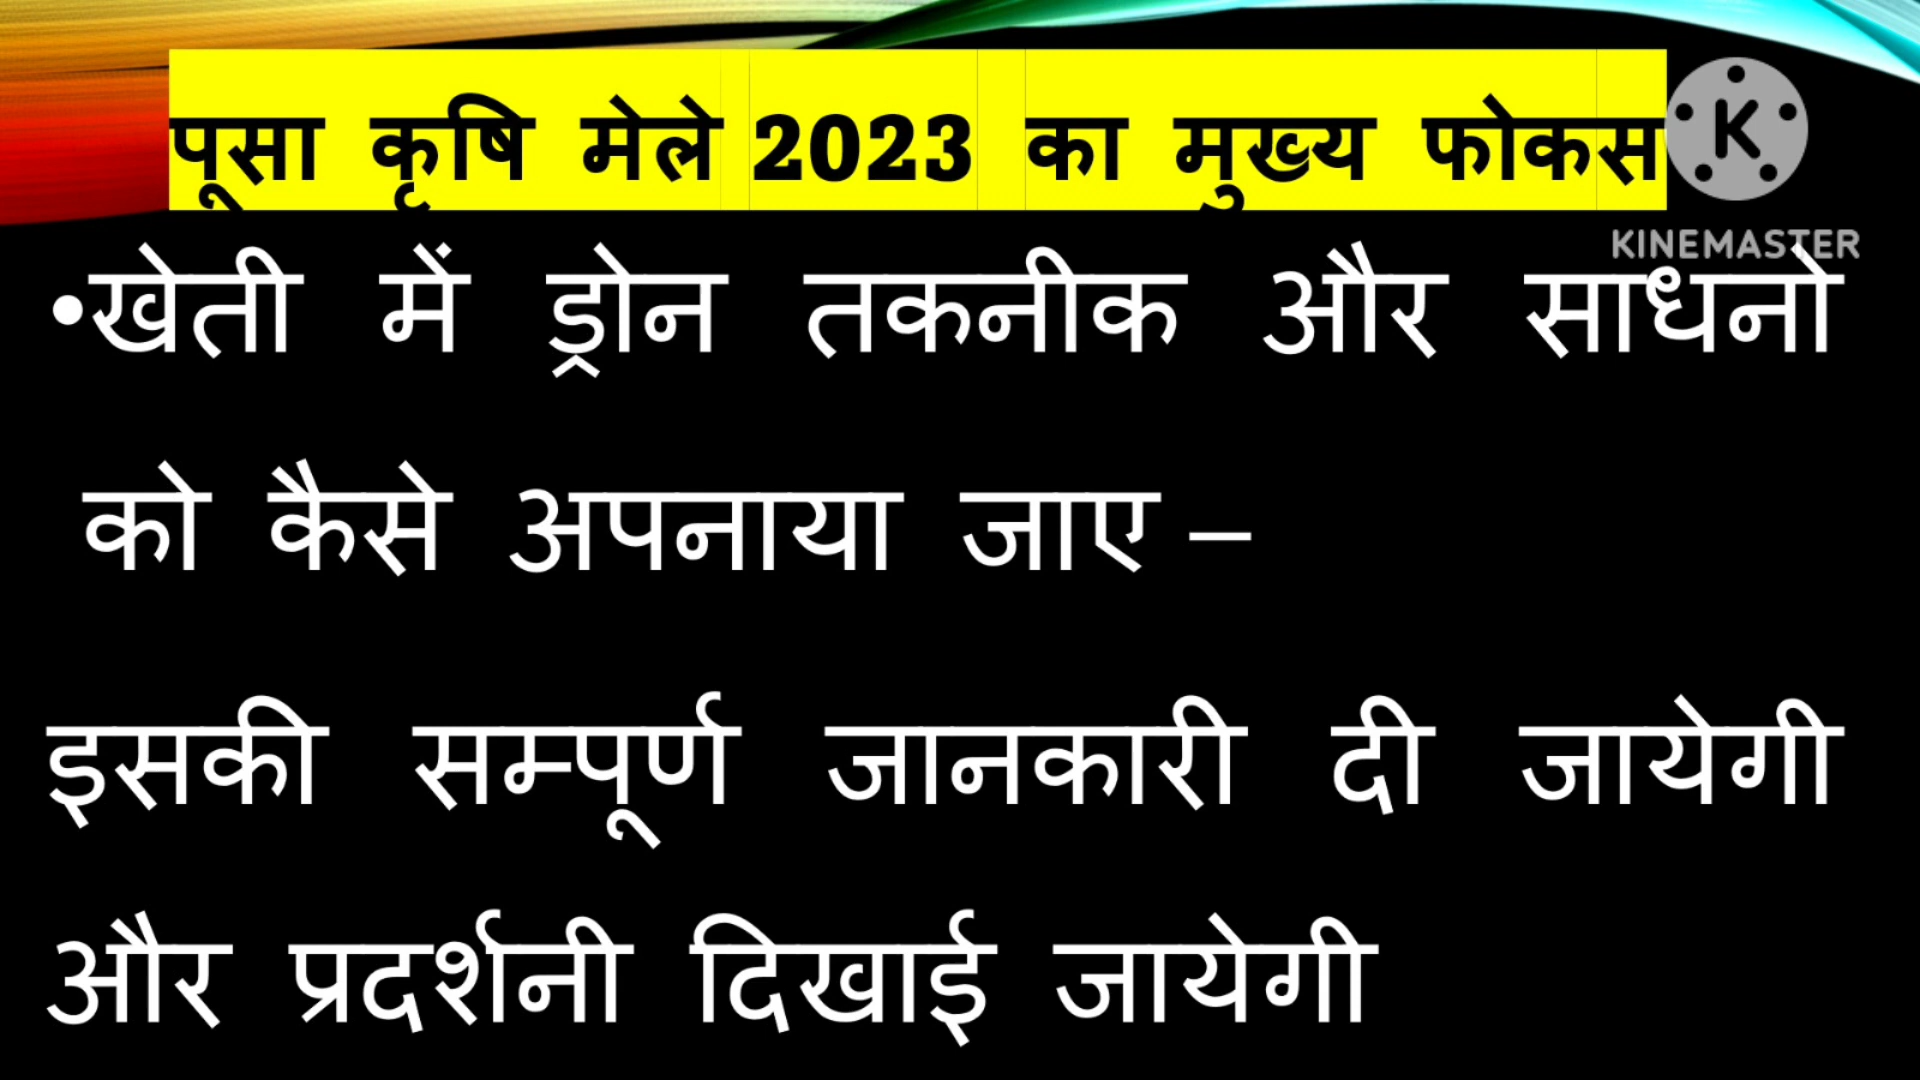 पूसा कृषि मेले 2023 का मुख्य फोकस
K
KINEMASTER
•खेती में ड्रोन तकनीक और साधनो
को कैसे अपनाया जाए –
इसकी सम्पूर्ण जानकारी दी जायेगी
और प्रदर्शनी दिखाई जायेगी